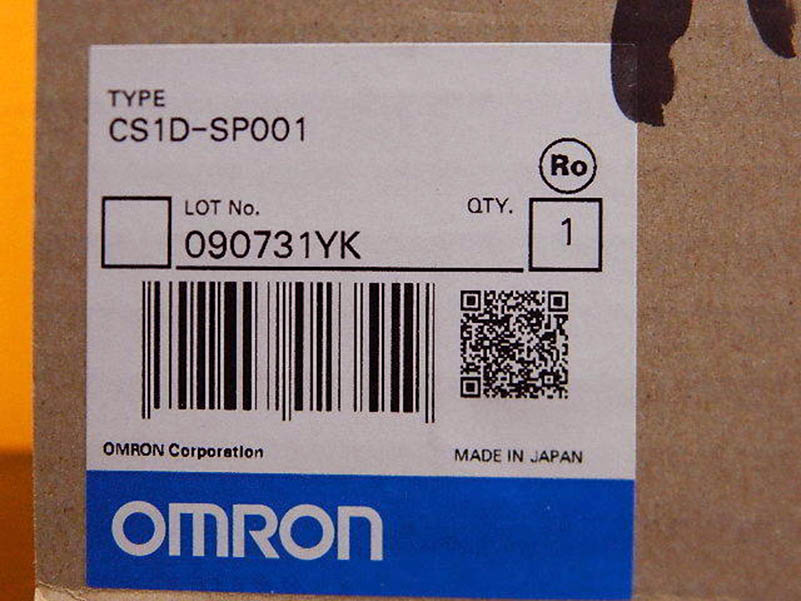 TYPE
CS1D-SP001
Ro
LOT No.
QTY.
090731YK
1
OMRON Corporation
MADE IN JAPAN
OMRON